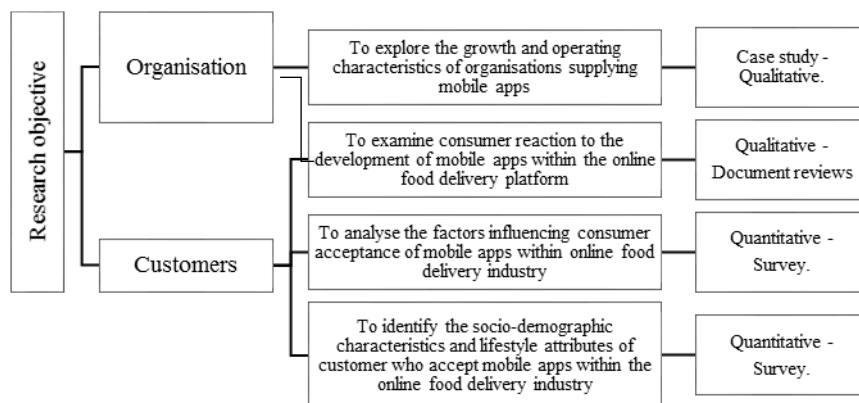 Research objective
Organisation
To explore the growth and operating
characteristics of organisations supplying
mobile apps
Case study -
Qualitative.
To examine consumer reaction to the
development of mobile apps within the online
food delivery platform
Qualitative -
Document reviews
Customers
To analyse the factors influencing consumer
acceptance of mobile apps within online food
delivery industry
Quantitative -
Survey.
To identify the socio-demographic
characteristics and lifestyle attributes of
customer who accept mobile apps within the
online food delivery industry
Quantitative -
Survey.